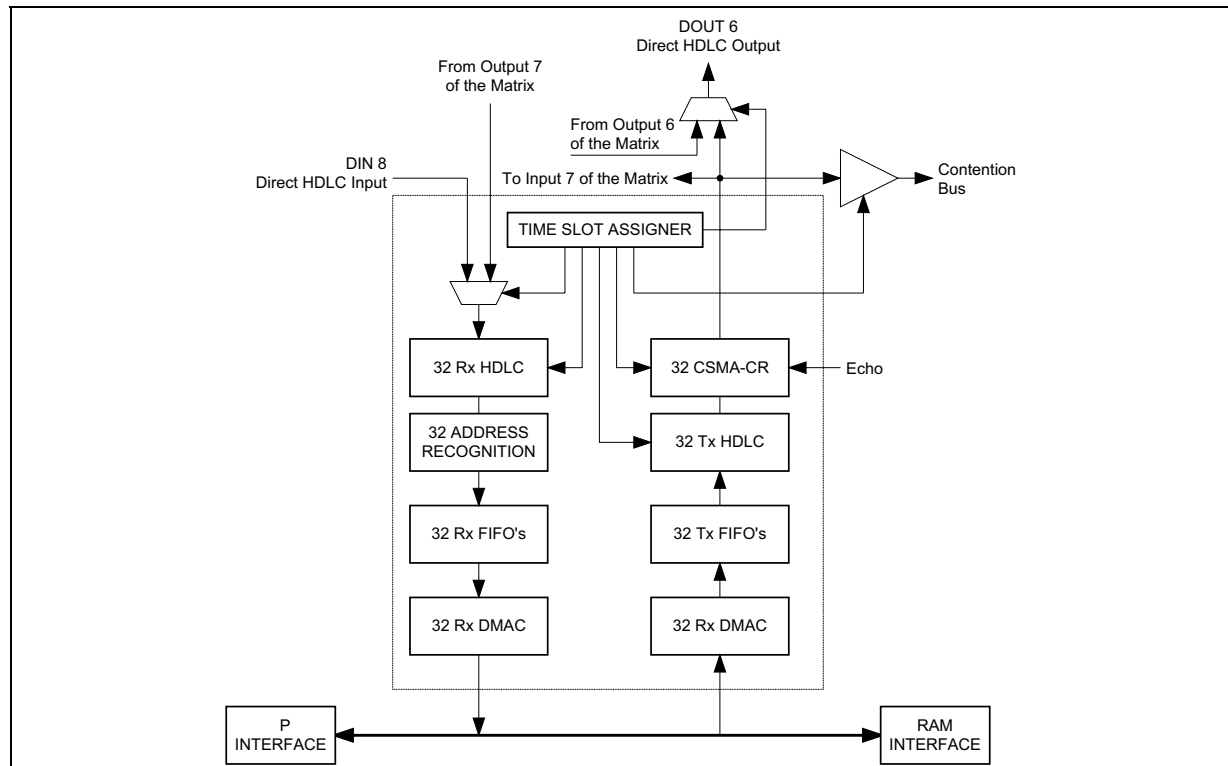 DOUT 6
Direct HDLC Output
From Output 7
of the Matrix
From Output 6
of the Matrix
DIN 8
Direct HDLC Input
To Input 7 of the Matrix
Contention
Bus
TIME SLOT ASSIGNER
32 Rx HDLC
32 CSMA-CR
Echo
32 ADDRESS
RECOGNITION
32 Tx HDLC
32 Rx FIFO's
32 Tx FIFO's
32 Rx DMAC
32 Rx DMAC
P
INTERFACE
RAM
INTERFACE